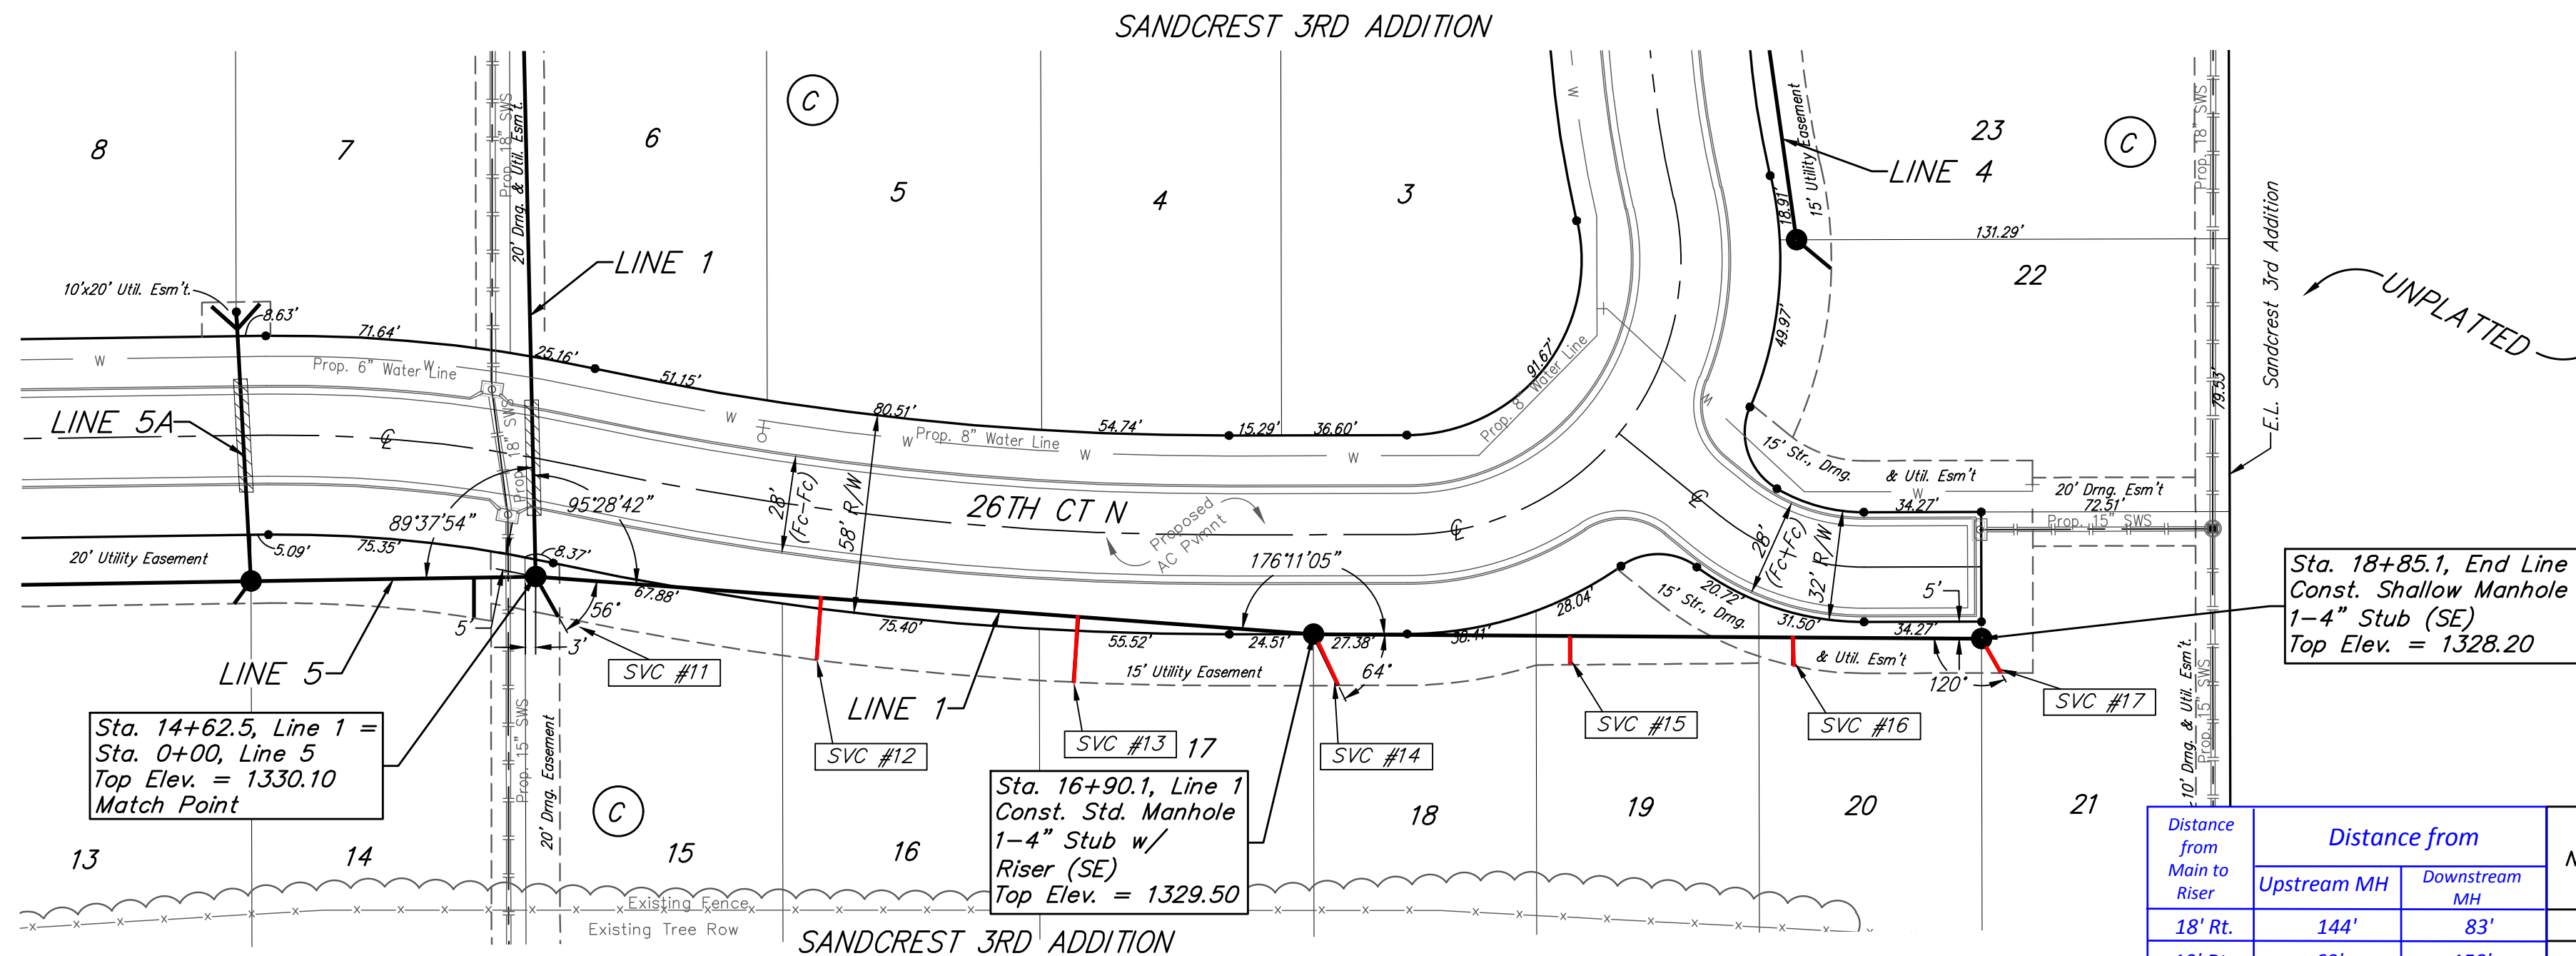 SANDCREST 3RD ADDITION
8
7
6
5
4
3
23
22
C
C
Prop. 18" SWS
20' Drng. & Util. Esm't.
LINE 1
10'x20' Util. Esm't.
8.63'
71.64'
25.16'
51.15'
80.51'
54.74'
15.29'
36.60'
91.67'
W
W
Prop. 6" Water Line
W
W
Prop. 8" Water Line
W
W
W
Prop. 8" Water Line
W
W
W
LINE 4
15' Utility Easement
18.91'
131.29'
49.97'
Prop. 18" SWS
E.L. Sandcrest 3rd Addition
UNPLATTED
79.53'
LINE 5A
℄
Prop. 18" SWS
89°37'54"
95°28'42"
28'
(Fc-Fc)
58' R/W
26TH CT N
Proposed
AC Pvmnt
℄
℄
15' Str., Drng.
& Util. Esm't
34.27'
20' Drng. Esm't
72.51'
Prop. 15" SWS
28'
(Fc-Fc)
32' R/W
5'
20' Utility Easement
5.09'
75.35'
8.37'
67.88'
56°
5'
3'
75.40'
55.52'
24.51'
27.38'
38.41'
28.04'
20.72'
31.50'
34.27'
176°11'05"
64°
120°
15' Str., Drng.
& Util. Esm't
15' Utility Easement
LINE 5
LINE 1
SVC #11
SVC #12
SVC #13
SVC #14
SVC #15
SVC #16
SVC #17
Sta. 18+85.1, End Line
Const. Shallow Manhole
1-4" Stub (SE)
Top Elev. = 1328.20
Sta. 14+62.5, Line 1 =
Sta. 0+00, Line 5
Top Elev. = 1330.10
Match Point
Sta. 16+90.1, Line 1
Const. Std. Manhole
1-4" Stub w/
Riser (SE)
Top Elev. = 1329.50
Prop. 15" SWS
20' Drng. Easement
C
10' Drng. & Util. Esm't.
Prop. 15" SWS
13
14
15
16
17
18
19
20
21
Existing Fence
Existing Tree Row
SANDCREST 3RD ADDITION
Distance
from
Main to
Riser
Distance from
Upstream MH
Downstream
MH
18' Rt.
144'
83'